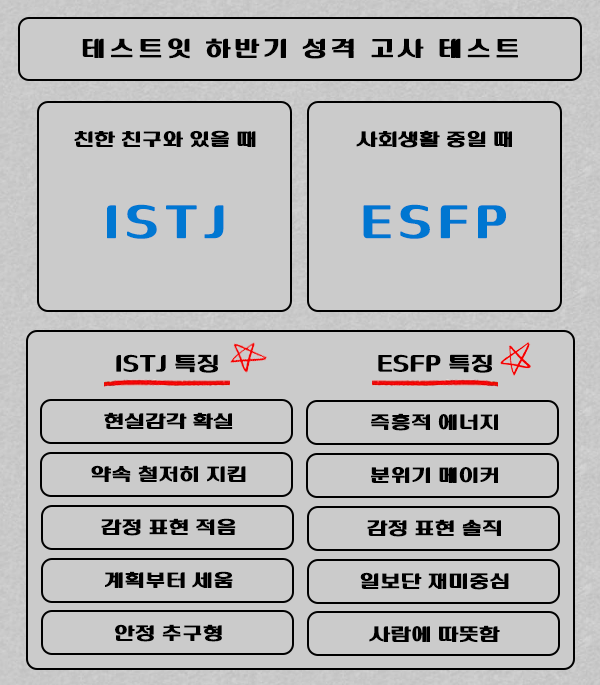 테스트잇 하반기 성격 고사 테스트
친한 친구와 있을 때
ISTJ
사회생활 중일 때
ESFP
ISTJ 특징
현실감각 확실
약속 철저히 지킴
감정 표현 적음
계획부터 세움
안정 추구형
ESFP 특징
즉흥적 에너지
분위기 메이커
감정 표현 솔직
일보단 재미중심
사람에 따뜻함